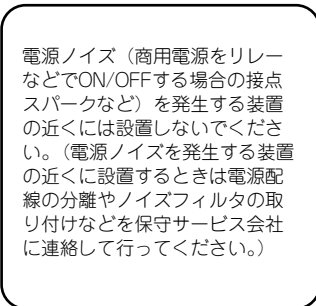 電源ノイズ（商用電源をリレー
などでON/OFFする場合の接点
スパークなど）を発生する装置
の近くには設置しないでくださ
い。（電源ノイズを発生する装置
の近くに設置するときは電源配
線の分離やノイズフィルタの取
り付けなどを保守サービス会社
に連絡して行ってください。）